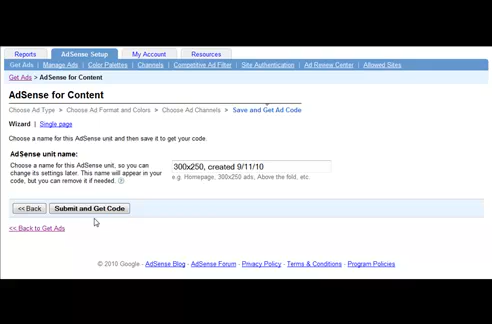 Reports AdSense Setup My Account Resources
Get Ads | Manage Ads | Color Palettes | Channels | Competitive Ad Filter | Site Authentication | Ad Review Center | Allowed Sites
Get Ads > AdSense for Content
AdSense for Content
Choose Ad Type > Choose Ad Format and Colors > Choose Ad Channels > Save and Get Ad Code
Wizard | Single page
Choose a name for this AdSense unit and then save it to get your code.
AdSense unit name:
Choose a name for this AdSense unit, so you can
change its settings later. This name will appear in
your code, but you can remove it if needed. ?
300x250, created 9/11/10
e.g. Homepage, 300x250 ads, Above the fold, etc.
<< Back Submit and Get Code
<< Back to Get Ads
© 2010 Google - AdSense Blog - AdSense Forum - Privacy Policy - Terms & Conditions - Program Policies